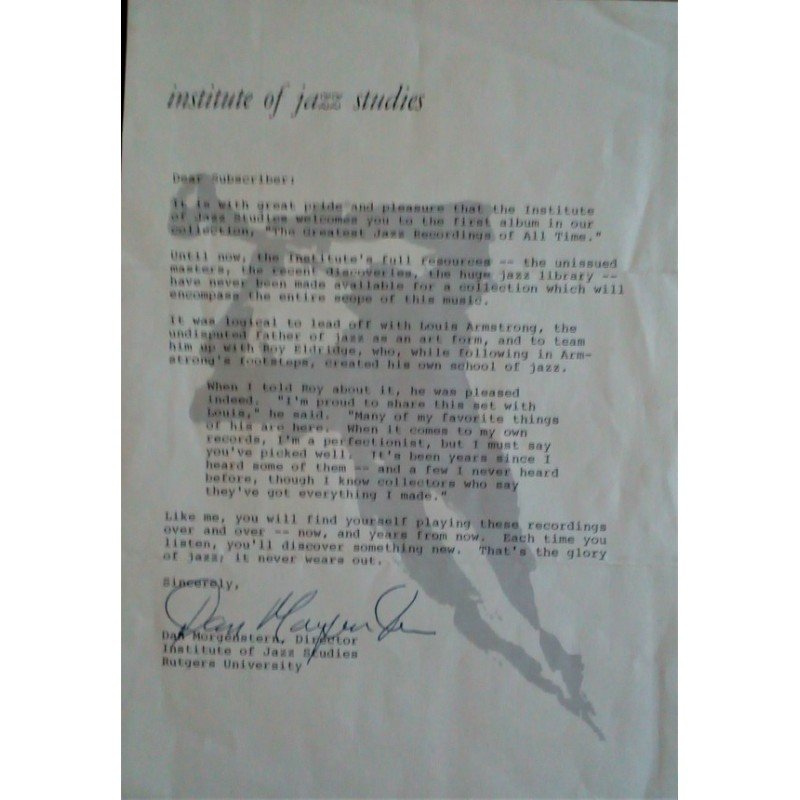 institute of jazz studies
Dear Subscriber:
It is with great pride and pleasure that the Institute
of Jazz Studies welcomes you to the first album in our
collection, "The Greatest Jazz Recordings of All Time."
Until now, the Institute's full resources -- the unissued
masters, the recent discoveries, the huge jazz library --
have never been made available for a collection which will
encompass the entire scope of this music.
It was logical to lead off with Louis Armstrong, the
undisputed father of jazz as an art form, and to team
him up with Roy Eldridge, who, while following in Arm-
strong's footsteps, created his own school of jazz.
When I told Roy about it, he was pleased
indeed. "I'm proud to share this set with
Louis," he said. "Many of my favorite things
of his are here. When it comes to my own
records, I'm a perfectionist, but I must say
you've picked well. It's been years since I
heard some of them -- and a few I never heard
before, though I know collectors who say
they've got everything I made."
Like me, you will find yourself playing these recordings
over and over -- now, and years from now. Each time you
listen, you'll discover something new. That's the glory
of jazz; it never wears out.
Sincerely,
Dan Morgenstern
Dan Morgenstern, Director
Institute of Jazz Studies
Rutgers University